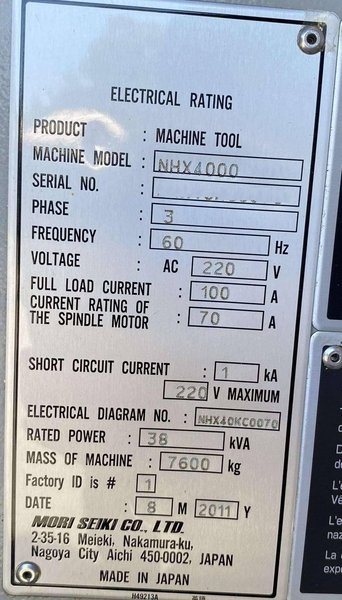 ELECTRICAL RATING
PRODUCT : MACHINE TOOL
MACHINE MODEL : NHX4000
SERIAL NO. :
PHASE : 3
FREQUENCY : 60 Hz
VOLTAGE : AC 220 V
FULL LOAD CURRENT : 100 A
CURRENT RATING OF
THE SPINDLE MOTOR : 70 A
SHORT CIRCUIT CURRENT : 1 kA
220 V MAXIMUM
ELECTRICAL DIAGRAM NO. : NHX40KC0070
RATED POWER : 38 kVA
MASS OF MACHINE : 7600 kg
Factory ID is # 1
DATE : 8 M 2011 Y
MORI SEIKI CO., LTD.
2-35-16 Meieki, Nakamura-ku,
Nagoya City Aichi 450-0002, JAPAN
MADE IN JAPAN
H49213A